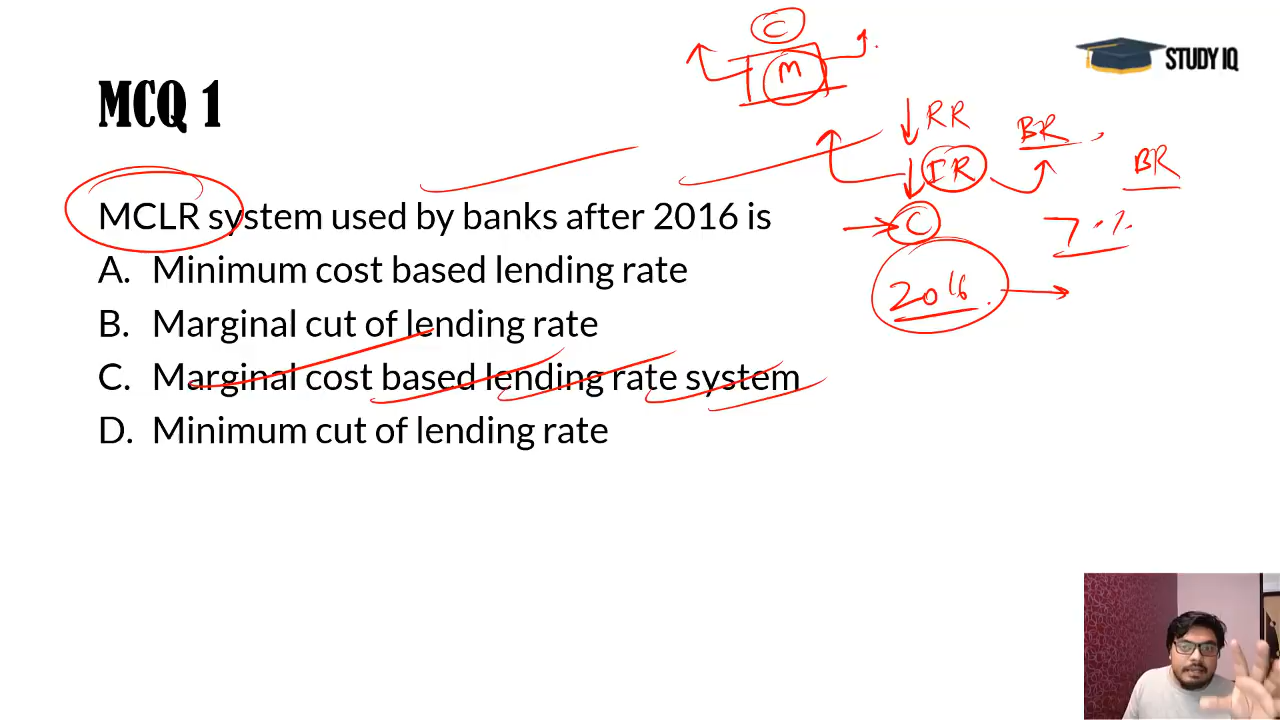 C
M
STUDY IQ
MCQ 1
RR
BR
IR
BR
MCLR system used by banks after 2016 is
C
7%
A. Minimum cost based lending rate
2016
B. Marginal cut of lending rate
C. Marginal cost based lending rate system
D. Minimum cut of lending rate